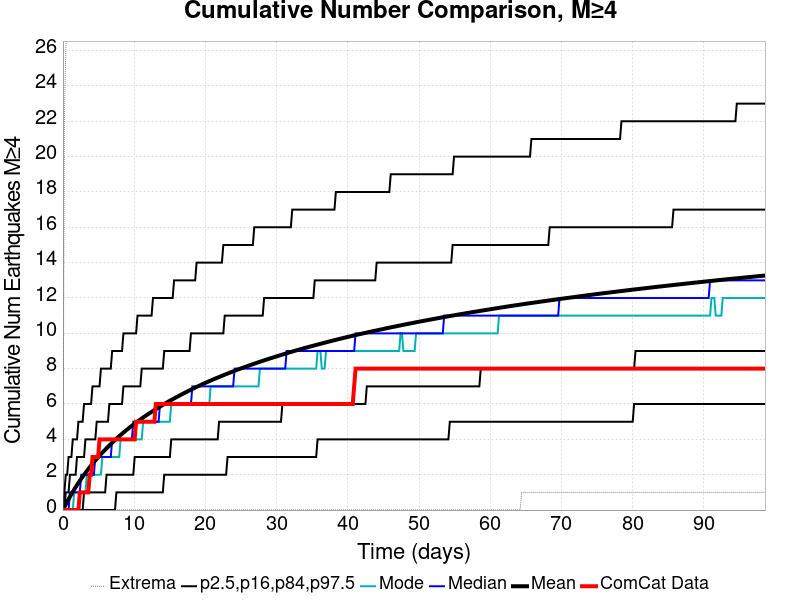 Cumulative Number Comparison, M≥4
Cumulative Num Earthquakes M≥4
26
24
22
20
18
16
14
12
10
8
6
4
2
0
0 10 20 30 40 50 60 70 80 90
Time (days)
Extrema p2.5,p16,p84,p97.5 Mode Median Mean ComCat Data